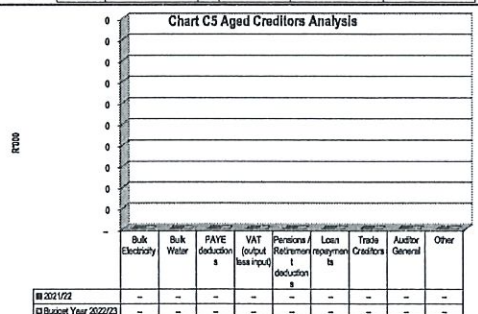 Chart C5 Aged Creditors Analysis
0
0
0
0
0
0
0
0
0
0
–
R'000
Bulk Electricity
Bulk Water
PAYE deductions
VAT (output less input)
Pensions / Retirement deductions
Loan repayments
Trade Creditors
Auditor General
Other
2021/22 – – – – – – – – –
Budget Year 2022/23 – – – – – – – – –